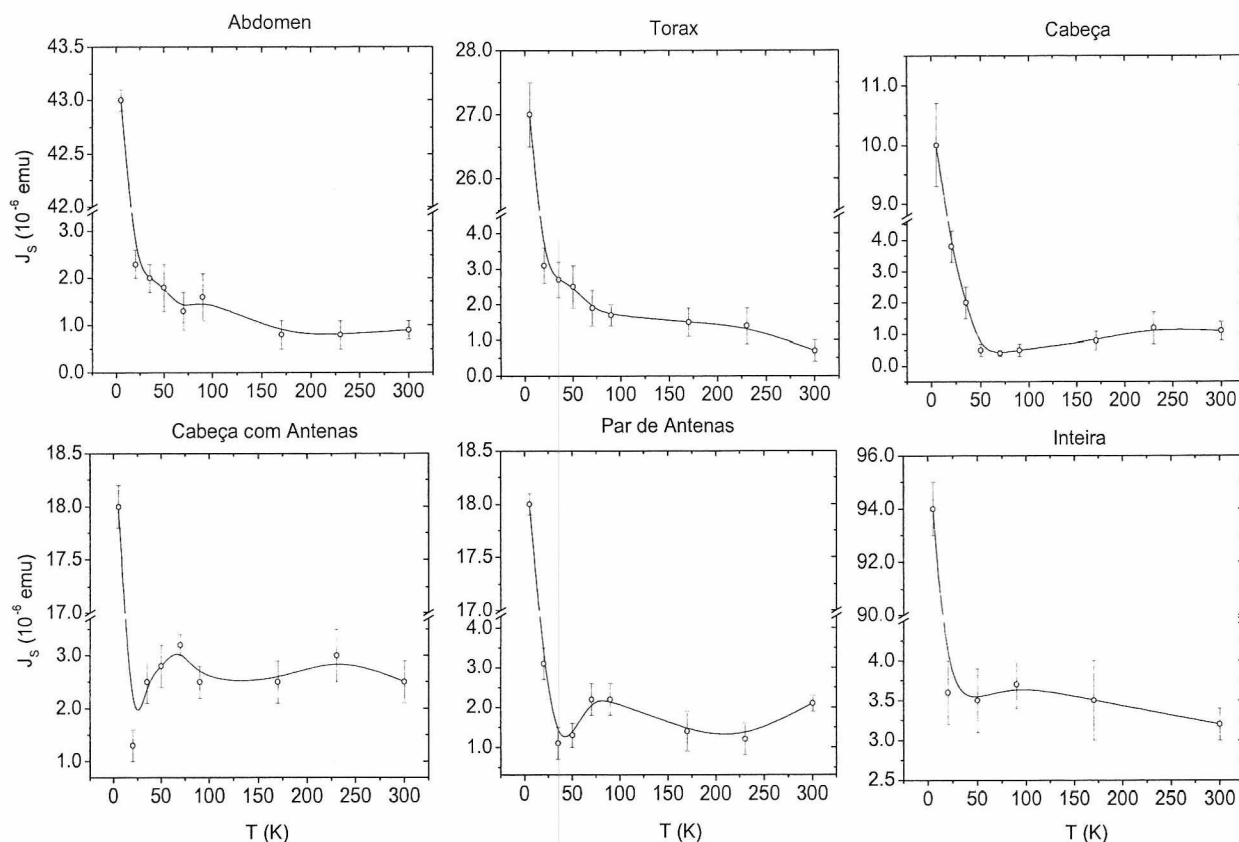 Abdomen
43.5
43.0
42.5
42.0
3.0
2.0
1.0
0.0
0 50 100 150 200 250 300
J_S (10^-6 emu)
Torax
28.0
27.0
26.0
4.0
3.0
2.0
1.0
0.0
0 50 100 150 200 250 300
Cabeça
11.0
10.0
9.0
4.0
3.0
2.0
1.0
0.0
0 50 100 150 200 250 300
Cabeça com Antenas
18.5
18.0
17.5
17.0
3.0
2.0
1.0
0 50 100 150 200 250 300
J_S (10^-6 emu)
T (K)
Par de Antenas
18.5
18.0
17.5
17.0
4.0
3.0
2.0
1.0
0 50 100 150 200 250 300
T (K)
Inteira
96.0
94.0
92.0
90.0
4.0
3.5
3.0
2.5
0 50 100 150 200 250 300
T (K)